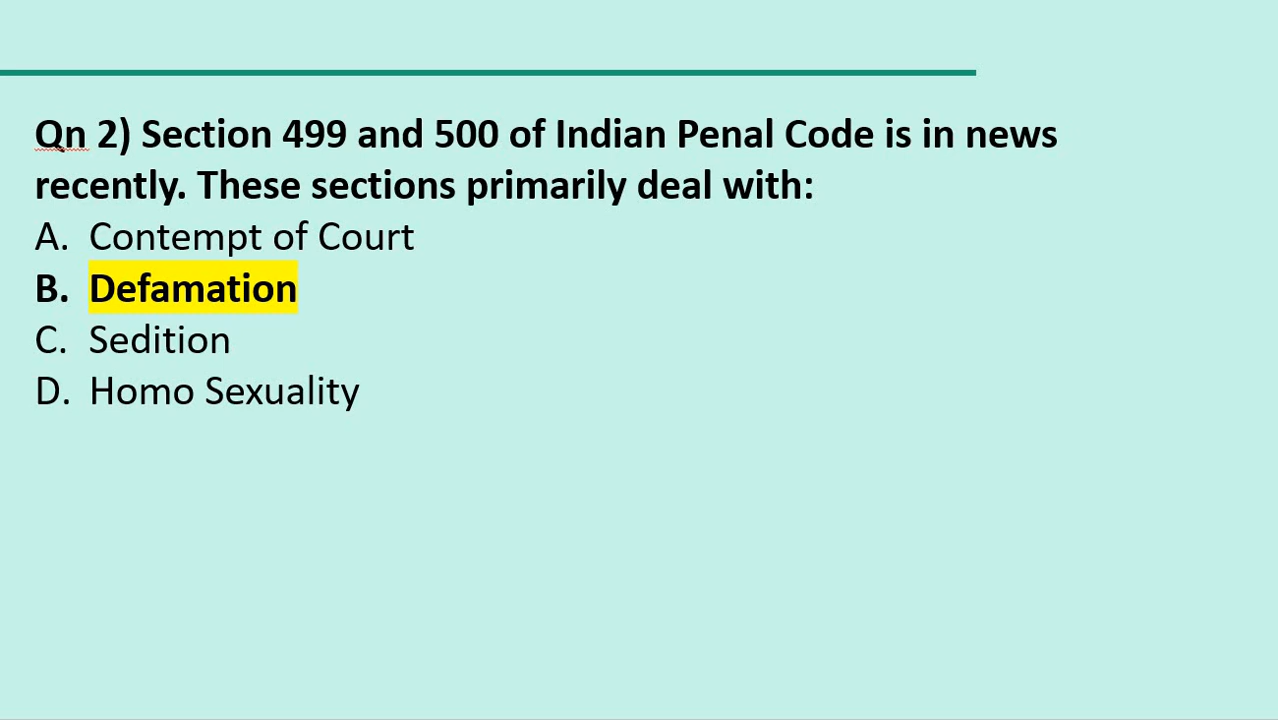 Qn 2) Section 499 and 500 of Indian Penal Code is in news
recently. These sections primarily deal with:
A. Contempt of Court
B. Defamation
C. Sedition
D. Homo Sexuality